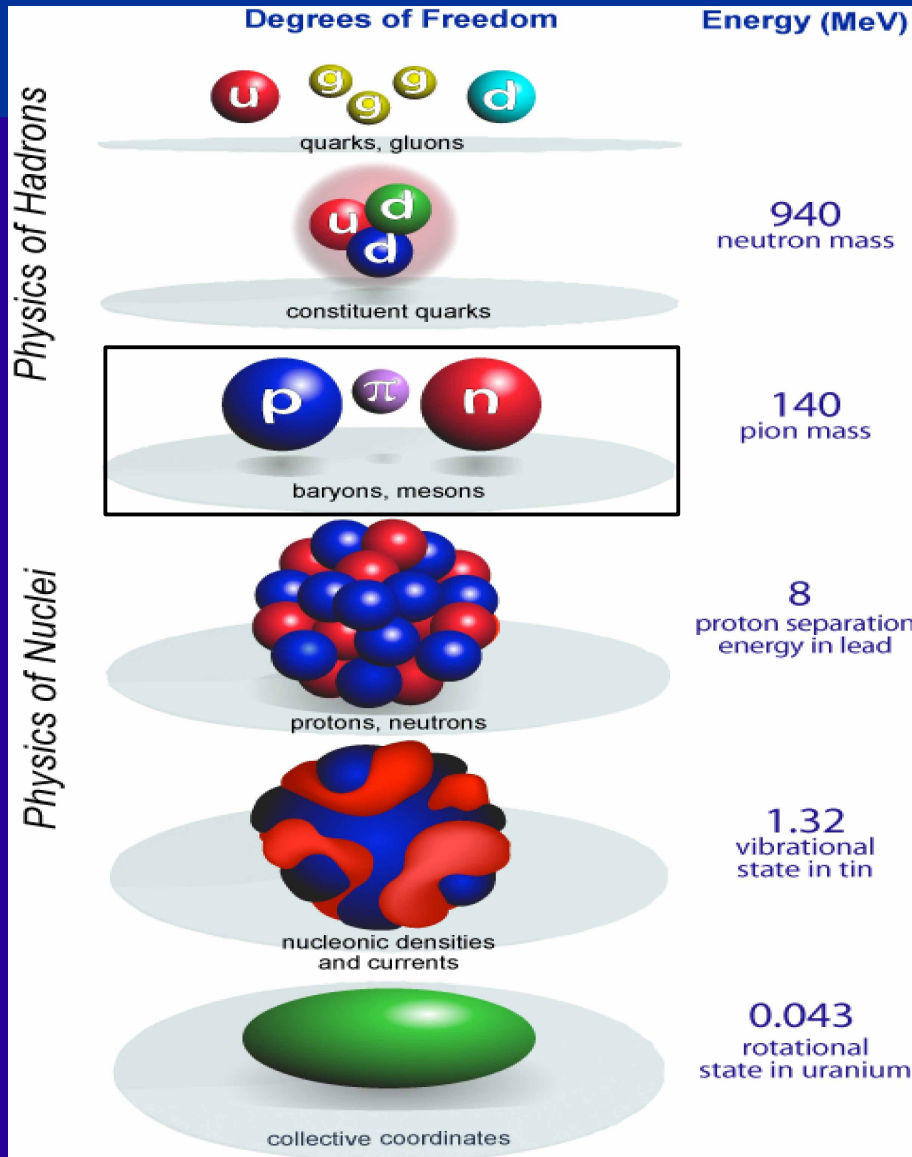 Degrees of Freedom
Energy (MeV)
Physics of Hadrons
u g g g d
quarks, gluons
u d d
constituent quarks
940
neutron mass
p π n
baryons, mesons
140
pion mass
Physics of Nuclei
protons, neutrons
8
proton separation
energy in lead
nucleonic densities
and currents
1.32
vibrational
state in tin
collective coordinates
0.043
rotational
state in uranium